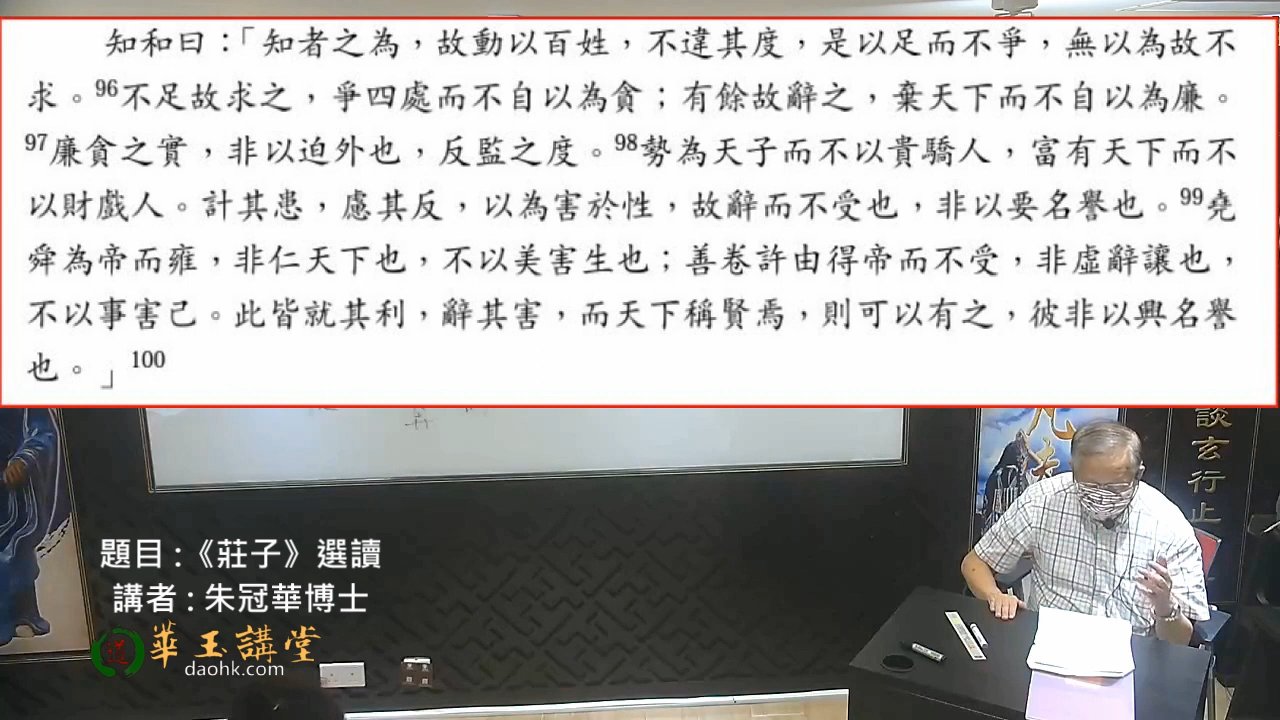 知和曰：「知者之為，故動以百姓，不違其度，是以足而不爭，無以為故不
求。96不足故求之，爭四處而不自以為貪；有餘故辭之，棄天下而不自以為廉。
97廉貪之實，非以迫外也，反監之度。98勢為天子而不以貴驕人，富有天下而不
以財戲人。計其患，慮其反，以為害於性，故辭而不受也，非以要名譽也。99堯
舜為帝而雍，非仁天下也，不以美害生也；善卷許由得帝而不受，非虛辭讓也，
不以事害己。此皆就其利，辭其害，而天下稱賢焉，則可以有之，彼非以興名譽
也。」100
談玄行止
題目：《莊子》選讀
講者：朱冠華博士
道 華玉講堂
daohk.com